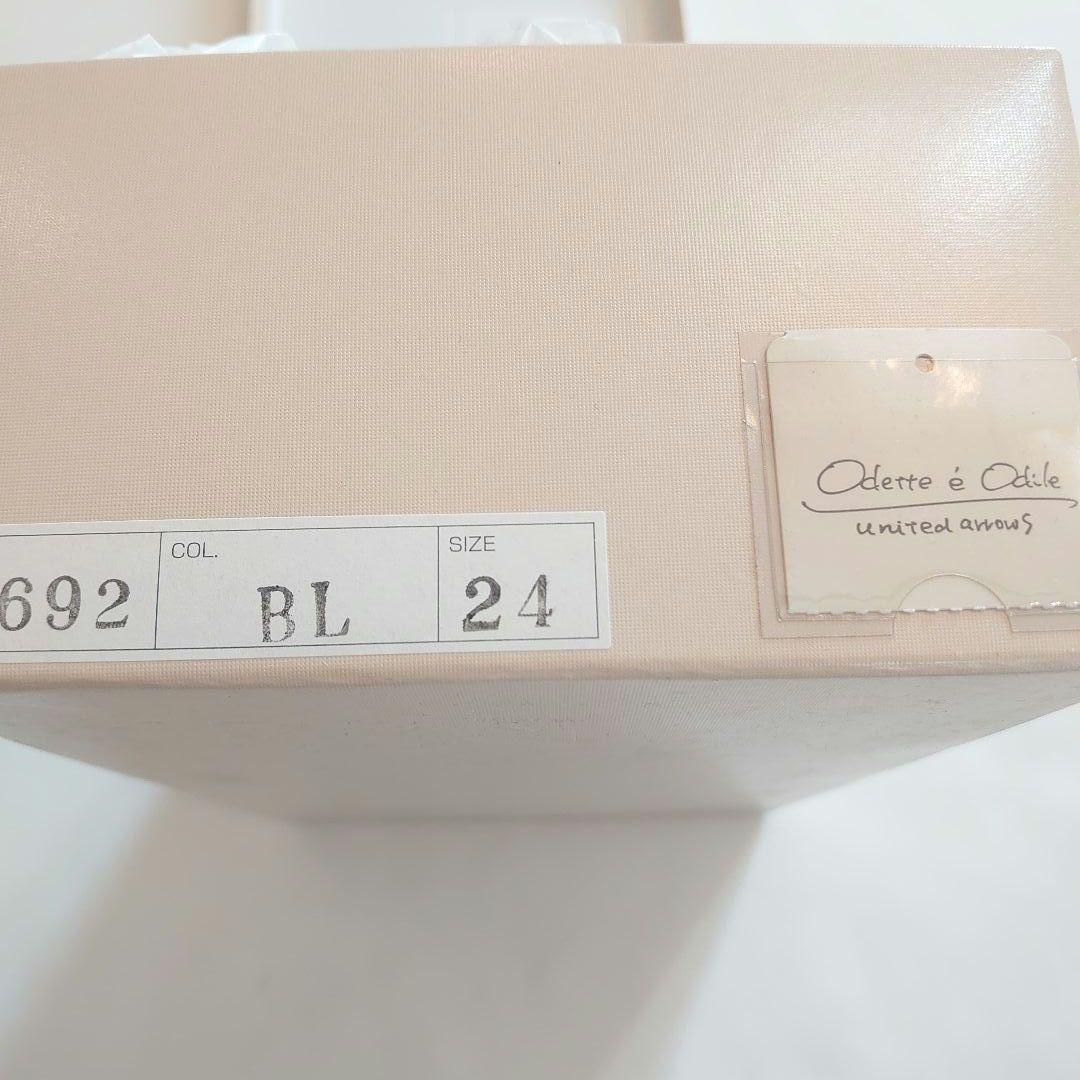 692
COL.
BL
SIZE
24
Odette é Odile
united arrows